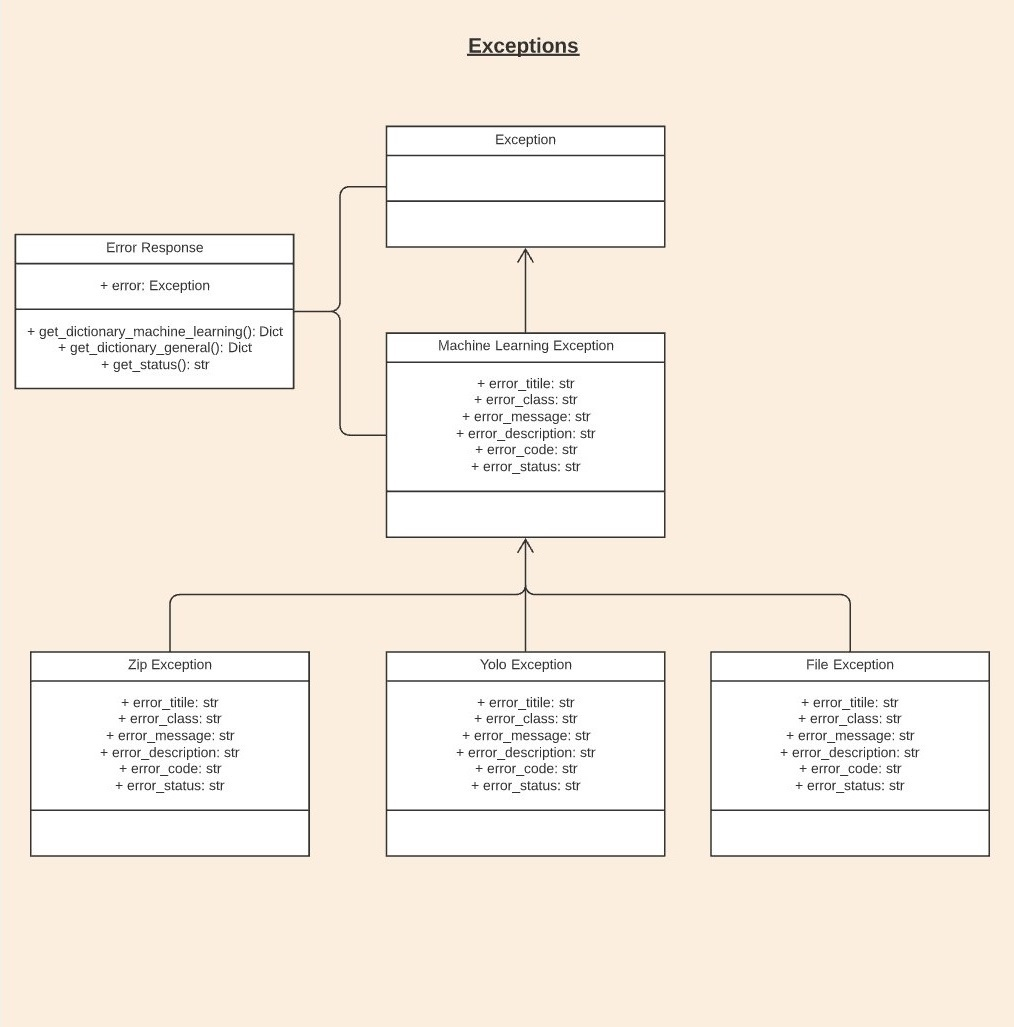 Exceptions
Exception
Error Response
+ error: Exception
+ get_dictionary_machine_learning(): Dict
+ get_dictionary_general(): Dict
+ get_status(): str
Machine Learning Exception
+ error_titile: str
+ error_class: str
+ error_message: str
+ error_description: str
+ error_code: str
+ error_status: str
Zip Exception
+ error_titile: str
+ error_class: str
+ error_message: str
+ error_description: str
+ error_code: str
+ error_status: str
Yolo Exception
+ error_titile: str
+ error_class: str
+ error_message: str
+ error_description: str
+ error_code: str
+ error_status: str
File Exception
+ error_titile: str
+ error_class: str
+ error_message: str
+ error_description: str
+ error_code: str
+ error_status: str